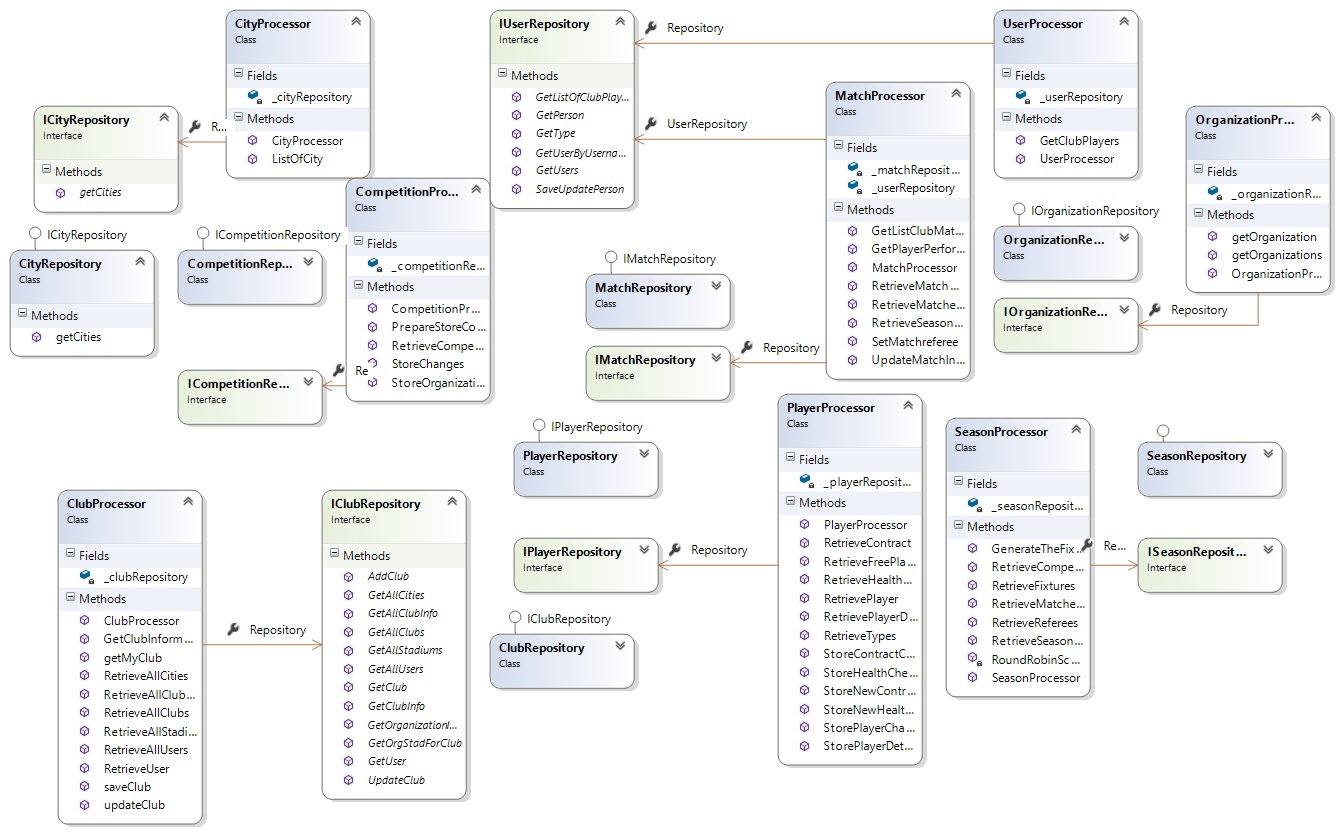 CityProcessor
Class
Fields
_cityRepository
Methods
CityProcessor
ListOfCity
R...
ICityRepository
Interface
Methods
getCities
ICityRepository
CityRepository
Class
Methods
getCities
ICompetitionRepository
CompetitionRep...
Class
CompetitionPro...
Class
Fields
_competitionRe...
Methods
CompetitionPr...
PrepareStoreCo...
RetrieveCompe...
StoreChanges
StoreOrganizati...
Re
ICompetitionRe...
Interface
IUserRepository
Interface
Methods
GetListOfClubPlay...
GetPerson
GetType
GetUserByUserna...
GetUsers
SaveUpdatePerson
Repository
UserRepository
UserProcessor
Class
Fields
_userRepository
Methods
GetClubPlayers
UserProcessor
MatchProcessor
Class
Fields
_matchReposit...
_userRepository
Methods
GetListClubMat...
GetPlayerPerfor...
MatchProcessor
RetrieveMatch ...
RetrieveMatche...
RetrieveSeason...
SetMatchreferee
UpdateMatchIn...
OrganizationPr...
Class
Fields
_organizationR...
Methods
getOrganization
getOrganizations
OrganizationPr...
IOrganizationRepository
OrganizationRe...
Class
IOrganizationRe...
Interface
Repository
IMatchRepository
MatchRepository
Class
IMatchRepository
Interface
Repository
IPlayerRepository
PlayerRepository
Class
IPlayerRepository
Interface
Repository
PlayerProcessor
Class
Fields
_playerReposit...
Methods
PlayerProcessor
RetrieveContract
RetrieveFreePla...
RetrieveHealth...
RetrievePlayer
RetrievePlayerD...
RetrieveTypes
StoreContractC...
StoreHealthChe...
StoreNewContr...
StoreNewHealt...
StorePlayerCha...
StorePlayerDet...
SeasonProcessor
Class
Fields
_seasonReposit...
Methods
GenerateTheFix...
RetrieveCompe...
RetrieveFixtures
RetrieveMatche...
RetrieveReferees
RetrieveSeason...
RoundRobinSc...
SeasonProcessor
Re...
SeasonRepository
Class
ISeasonReposit...
Interface
ClubProcessor
Class
Fields
_clubRepository
Methods
ClubProcessor
GetClubInform...
getMyClub
RetrieveAllCities
RetrieveAllClub...
RetrieveAllClubs
RetrieveAllStadi...
RetrieveAllUsers
RetrieveUser
saveClub
updateClub
Repository
IClubRepository
Interface
Methods
AddClub
GetAllCities
GetAllClubInfo
GetAllClubs
GetAllStadiums
GetAllUsers
GetClub
GetClubInfo
GetOrganizationI...
GetOrgStadForClub
GetUser
UpdateClub
IClubRepository
ClubRepository
Class